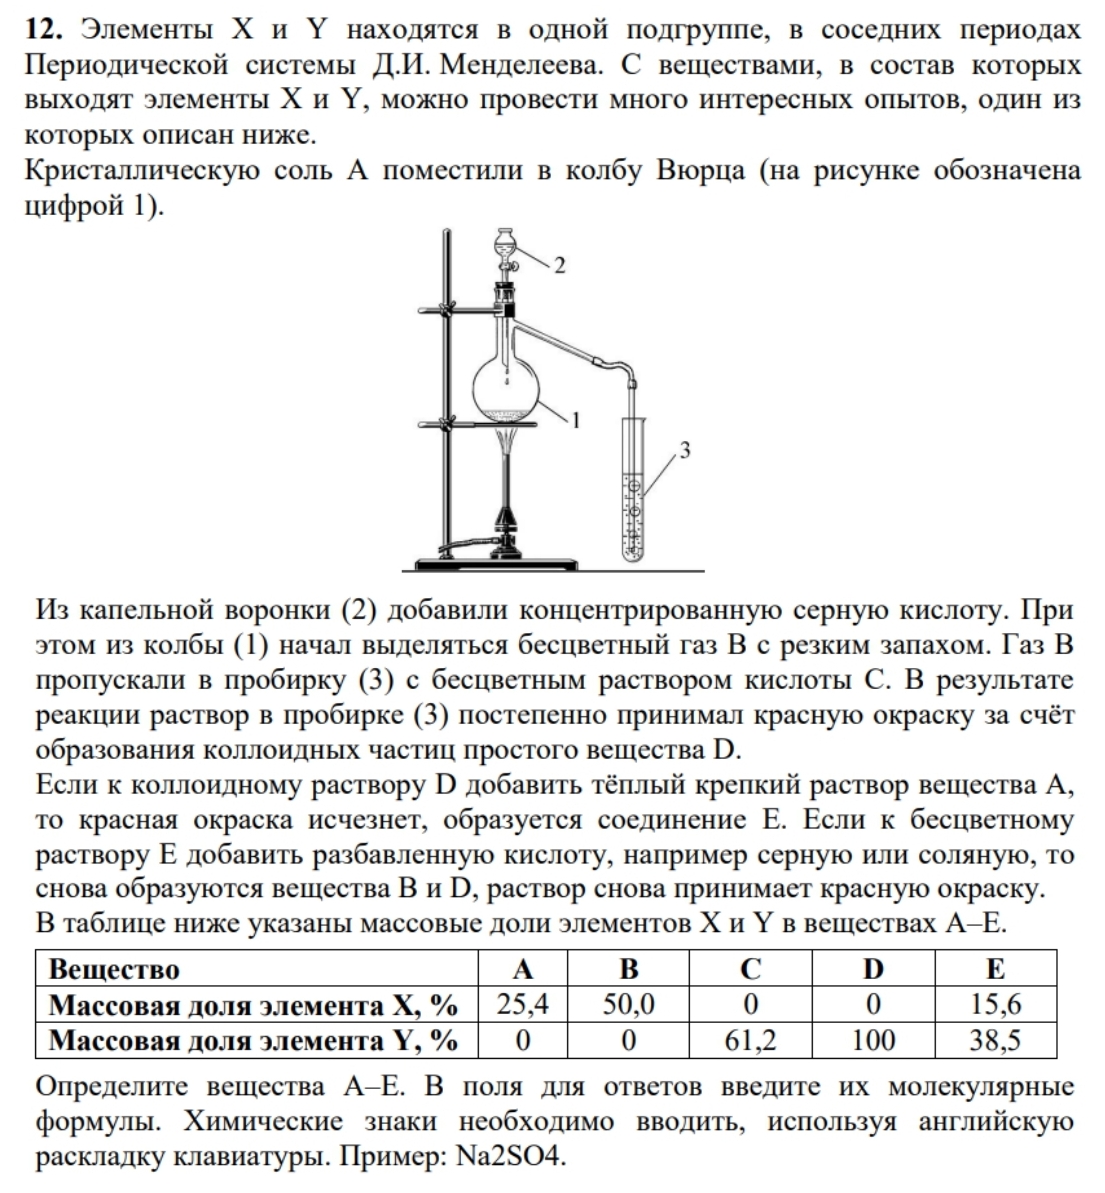 12. Элементы X и Y находятся в одной подгруппе, в соседних периодах
Периодической системы Д.И. Менделеева. С веществами, в состав которых
выходят элементы X и Y, можно провести много интересных опытов, один из
которых описан ниже.
Кристаллическую соль А поместили в колбу Вюрца (на рисунке обозначена
цифрой 1).
2
1
3
Из капельной воронки (2) добавили концентрированную серную кислоту. При
этом из колбы (1) начал выделяться бесцветный газ В с резким запахом. Газ В
пропускали в пробирку (3) с бесцветным раствором кислоты С. В результате
реакции раствор в пробирке (3) постепенно принимал красную окраску за счёт
образования коллоидных частиц простого вещества D.
Если к коллоидному раствору D добавить тёплый крепкий раствор вещества А,
то красная окраска исчезнет, образуется соединение Е. Если к бесцветному
раствору Е добавить разбавленную кислоту, например серную или соляную, то
снова образуются вещества В и D, раствор снова принимает красную окраску.
В таблице ниже указаны массовые доли элементов X и Y в веществах А–Е.
Вещество A B C D E
Массовая доля элемента X, % 25,4 50,0 0 0 15,6
Массовая доля элемента Y, % 0 0 61,2 100 38,5
Определите вещества А–Е. В поля для ответов введите их молекулярные
формулы. Химические знаки необходимо вводить, используя английскую
раскладку клавиатуры. Пример: Na2SO4.